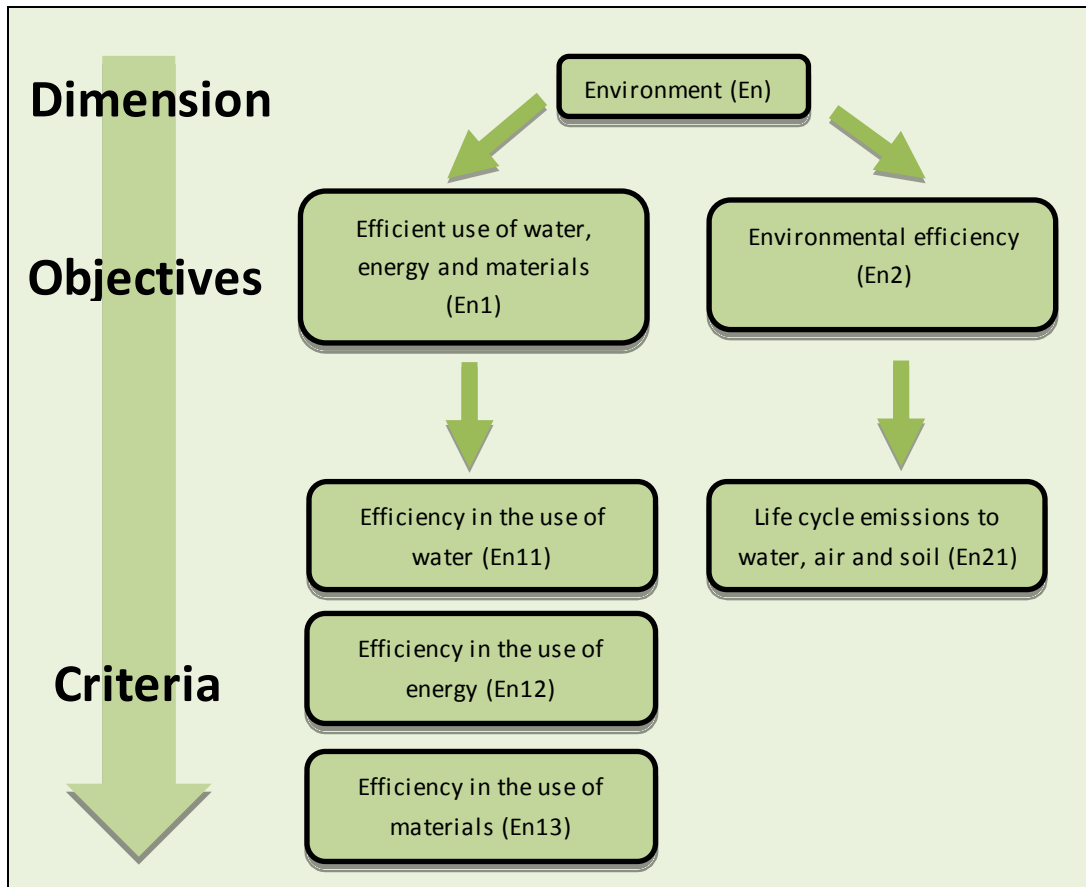 Dimension
Environment (En)
Objectives
Efficient use of water,
energy and materials
(En1)
Environmental efficiency
(En2)
Criteria
Efficiency in the use of
water (En11)
Efficiency in the use of
energy (En12)
Efficiency in the use of
materials (En13)
Life cycle emissions to
water, air and soil (En21)